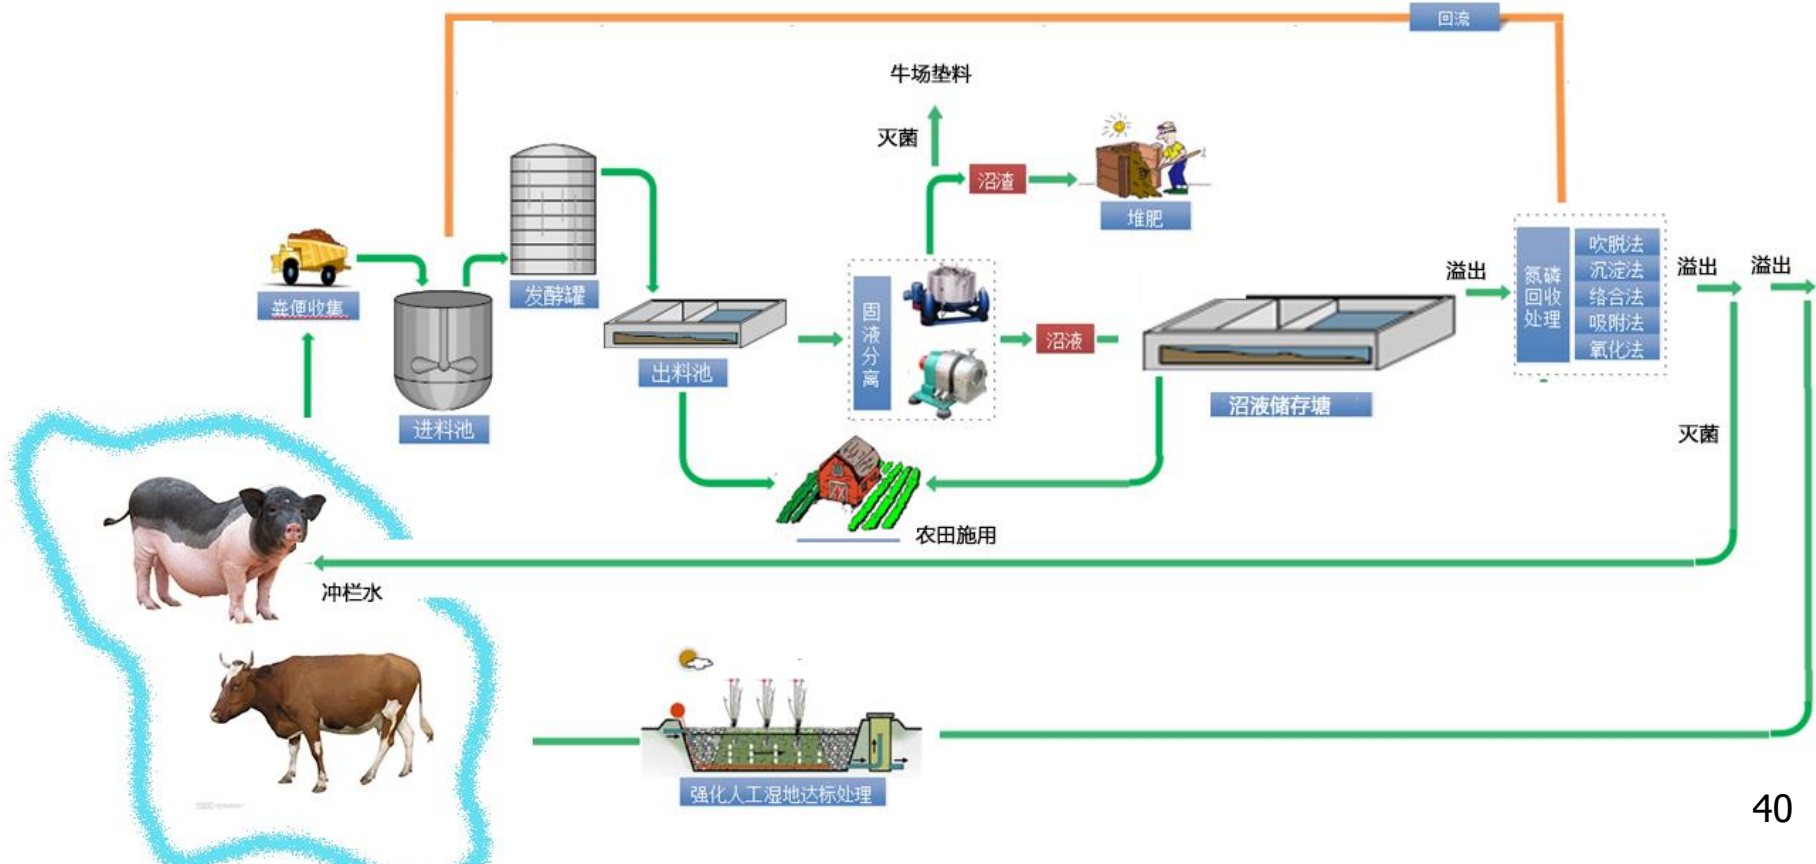 回流
牛场垫料
灭菌
沼渣
堆肥
粪便收集
发酵罐
进料池
出料池
固液分离
沼液
沼液储存塘
溢出
氮磷
回收
处理
吹脱法
沉淀法
络合法
吸附法
氧化法
溢出
溢出
灭菌
农田施用
冲栏水
强化人工湿地达标处理
40